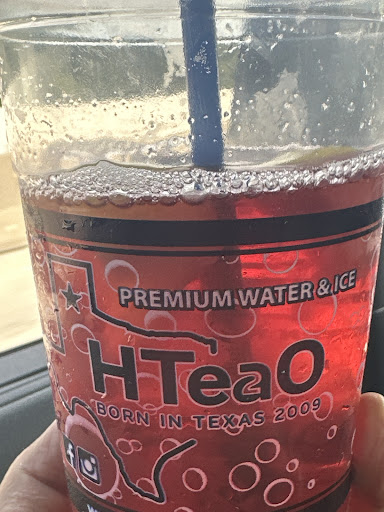 PREMIUM WATER & ICE
HTeaO
BORN IN TEXAS 2009
f